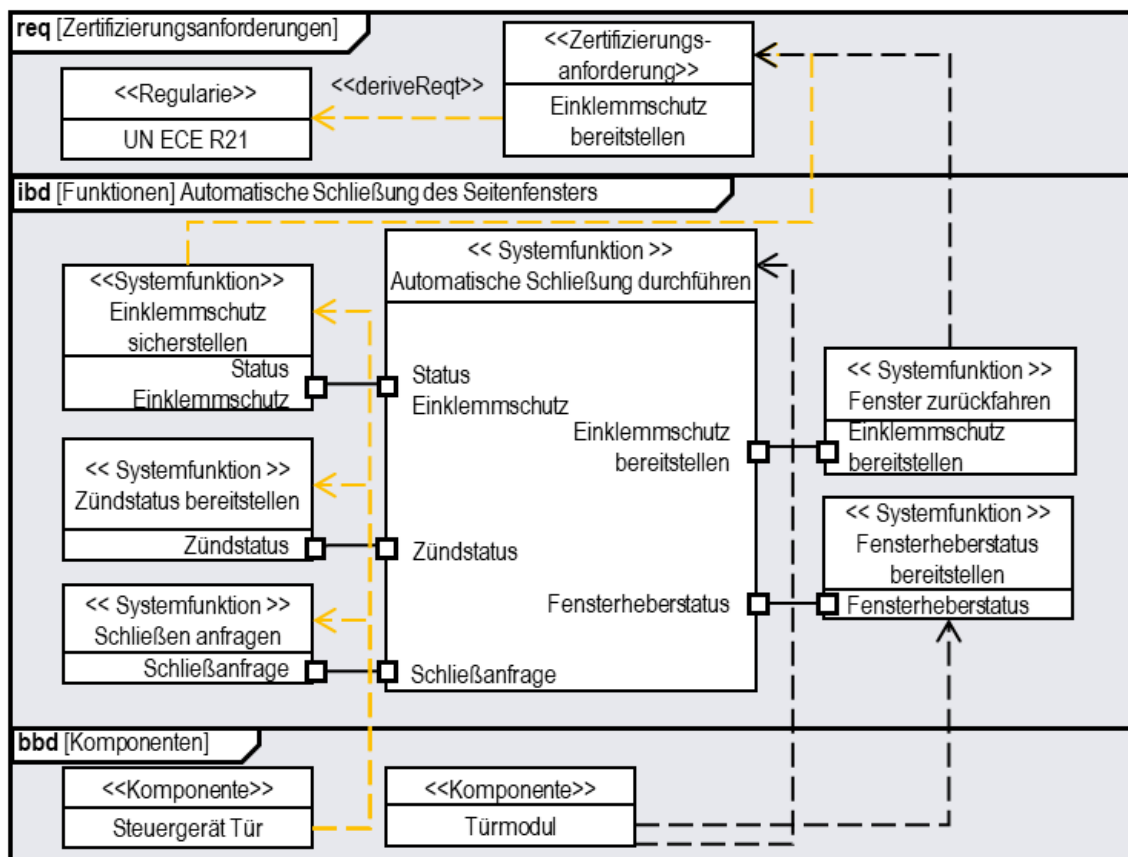 req [Zertifizierungsanforderungen]
<<Regularie>>
UN ECE R21
<<deriveReqt>>
<<Zertifizierungs-
anforderung>>
Einklemmschutz
bereitstellen
ibd [Funktionen] Automatische Schließung des Seitenfensters
<<Systemfunktion>>
Einklemmschutz
sicherstellen
Status
Einklemmschutz
<< Systemfunktion >>
Zündstatus bereitstellen
Zündstatus
<< Systemfunktion >>
Schließen anfragen
Schließanfrage
<< Systemfunktion >>
Automatische Schließung durchführen
Status
Einklemmschutz
Einklemmschutz
bereitstellen
Zündstatus
Fensterheberstatus
Schließanfrage
<< Systemfunktion >>
Fenster zurückfahren
Einklemmschutz
bereitstellen
<< Systemfunktion >>
Fensterheberstatus
bereitstellen
Fensterheberstatus
bbd [Komponenten]
<<Komponente>>
Steuergerät Tür
<<Komponente>>
Türmodul